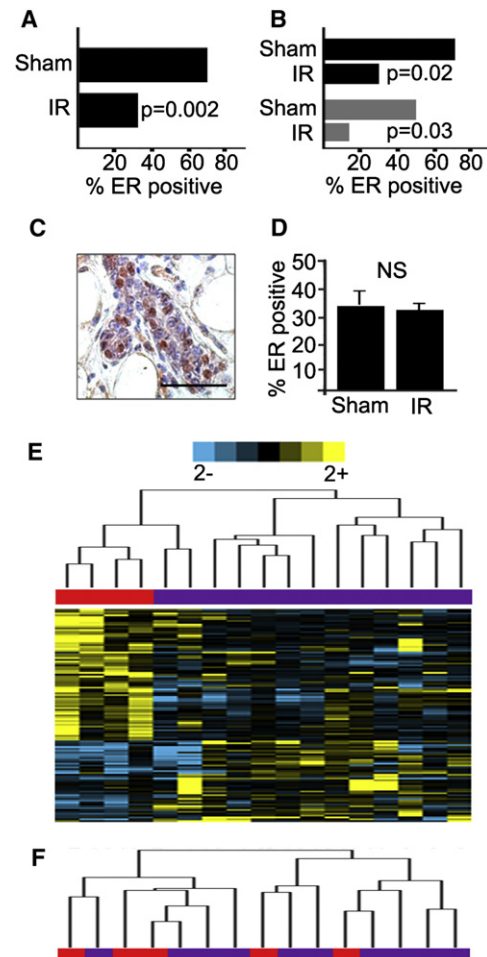 A
Sham
IR
p=0.002
20 40 60 80
% ER positive
B
Sham
IR
p=0.02
Sham
IR
p=0.03
20 40 60 80
% ER positive
C
D
% ER positive
50
40
30
20
10
NS
Sham IR
E
2- 2+
F